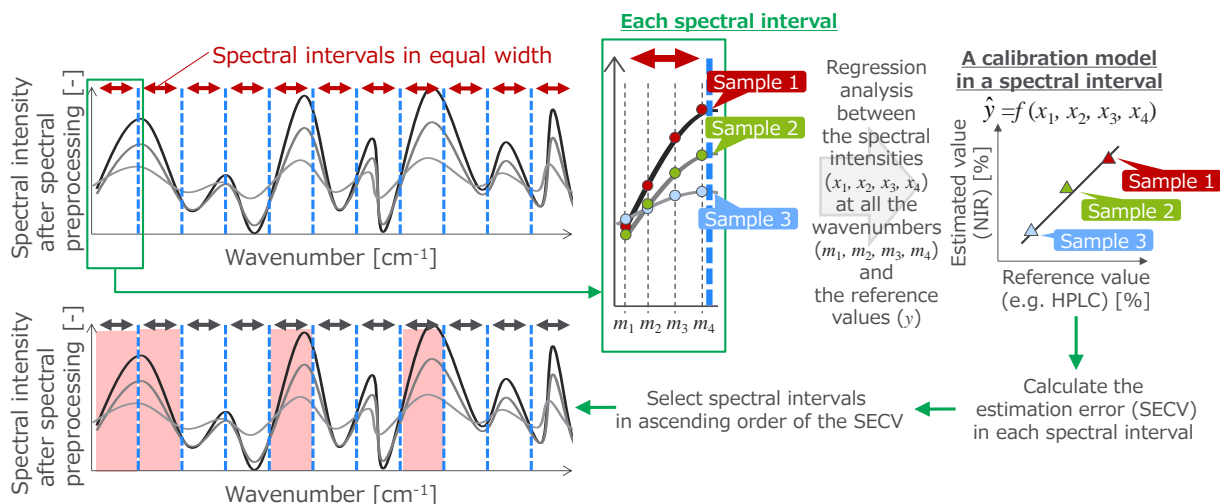 Spectral intervals in equal width
Spectral intensity
after spectral
preprocessing [-]
Wavenumber [cm-1]
Each spectral interval
Sample 1
Sample 2
Sample 3
m1 m2 m3 m4
Regression
analysis
between
the spectral
intensities
(x1, x2, x3, x4)
at all the
wavenumbers
(m1, m2, m3, m4)
and
the reference
values (y)
A calibration model
in a spectral interval
ŷ =f (x1, x2, x3, x4)
Estimated value
(NIR) [%]
Sample 1
Sample 2
Sample 3
Reference value
(e.g. HPLC) [%]
Calculate the
estimation error (SECV)
in each spectral interval
Select spectral intervals
in ascending order of the SECV
Spectral intensity
after spectral
preprocessing [-]
Wavenumber [cm-1]